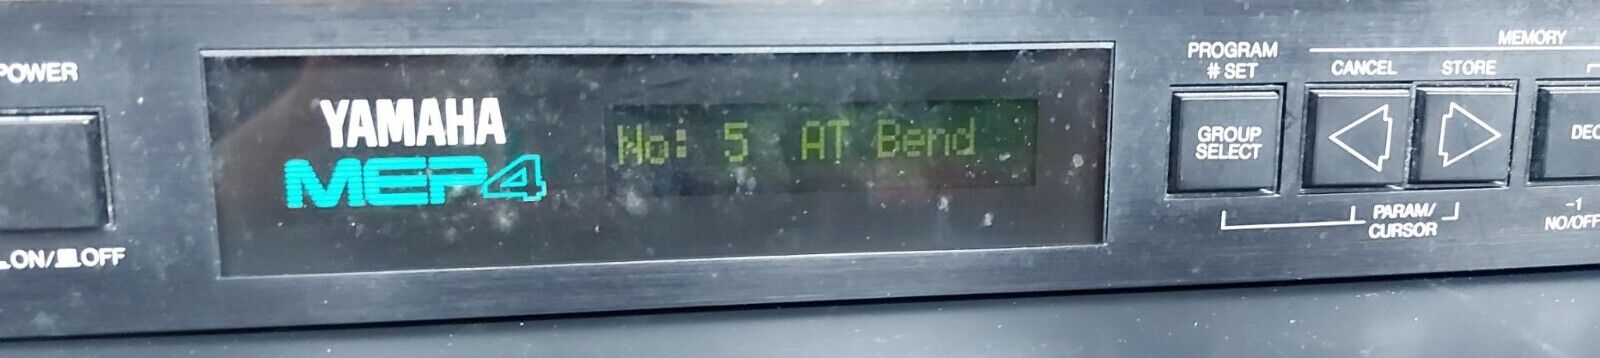 POWER
ON/ OFF
YAMAHA
MEP4
No: 5 AT Bend
PROGRAM
# SET
MEMORY
CANCEL
STORE
GROUP
SELECT
DEC
PARAM/
CURSOR
-1
NO/OFF